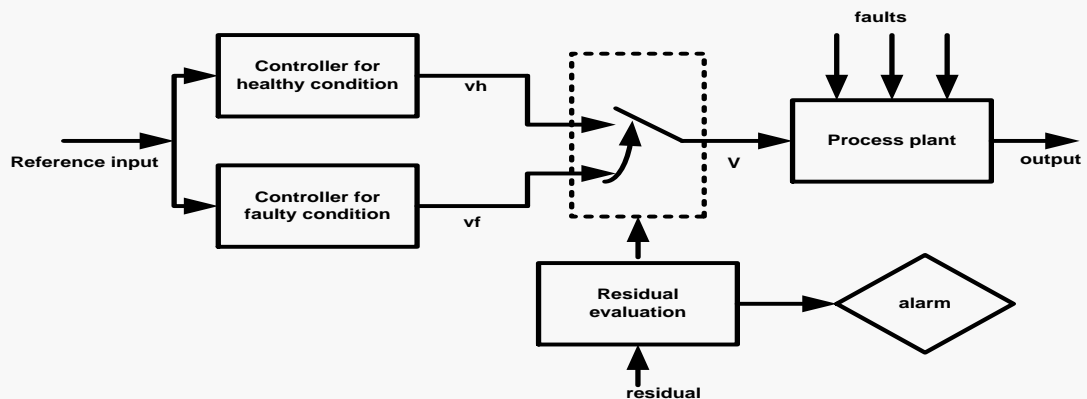 faults
Controller for
healthy condition
vh
Reference input
Process plant
V
output
Controller for
faulty condition
vf
Residual
evaluation
alarm
residual